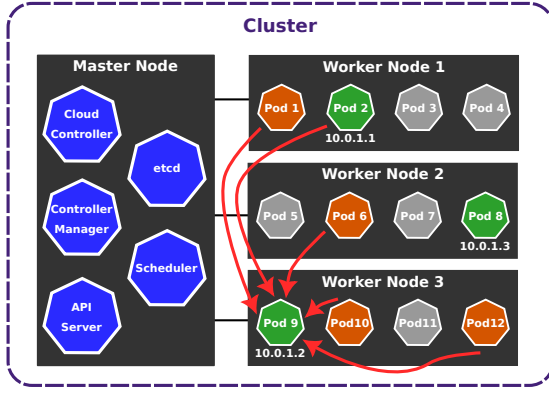 Cluster
Master Node
Cloud
Controller
etcd
Controller
Manager
Scheduler
API
Server
Worker Node 1
Pod 1
Pod 2
Pod 3
Pod 4
10.0.1.1
Worker Node 2
Pod 5
Pod 6
Pod 7
Pod 8
10.0.1.3
Worker Node 3
Pod 9
Pod10
Pod11
Pod12
10.0.1.2